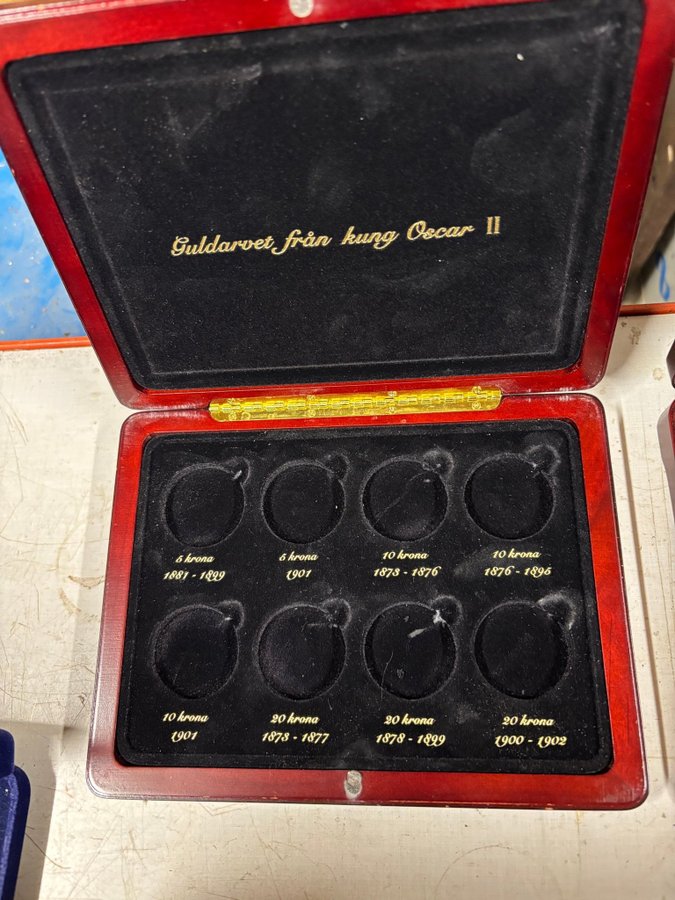 Guldarvet från kung Oscar II
5 krona
1881 - 1899
5 krona
1901
10 krona
1873 - 1876
10 krona
1876 - 1895
10 krona
1901
20 krona
1873 - 1877
20 krona
1878 - 1899
20 krona
1900 - 1902